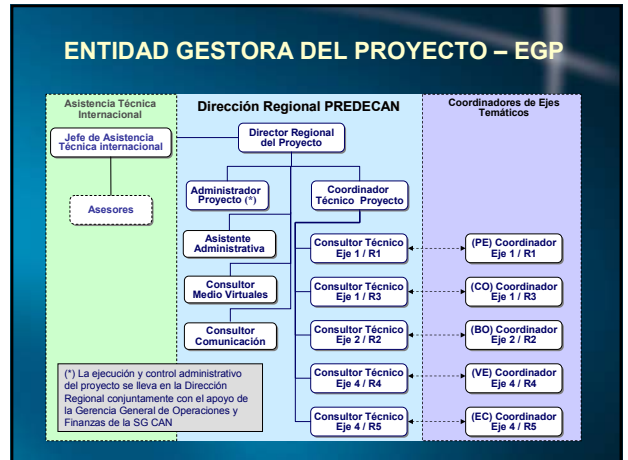 ENTIDAD GESTORA DEL PROYECTO – EGP
Asistencia Técnica
Internacional
Jefe de Asistencia
Técnica internacional
Asesores
Dirección Regional PREDECAN
Director Regional
del Proyecto
Administrador
Proyecto (*)
Coordinador
Técnico Proyecto
Asistente
Administrativa
Consultor
Medio Virtuales
Consultor
Comunicación
Consultor Técnico
Eje 1 / R1
Consultor Técnico
Eje 1 / R3
Consultor Técnico
Eje 2 / R2
Consultor Técnico
Eje 4 / R4
Consultor Técnico
Eje 4 / R5
Coordinadores de Ejes
Temáticos
(PE) Coordinador
Eje 1 / R1
(CO) Coordinador
Eje 1 / R3
(BO) Coordinador
Eje 2 / R2
(VE) Coordinador
Eje 4 / R4
(EC) Coordinador
Eje 4 / R5
(*) La ejecución y control administrativo
del proyecto se lleva en la Dirección
Regional conjuntamente con el apoyo de
la Gerencia General de Operaciones y
Finanzas de la SG CAN